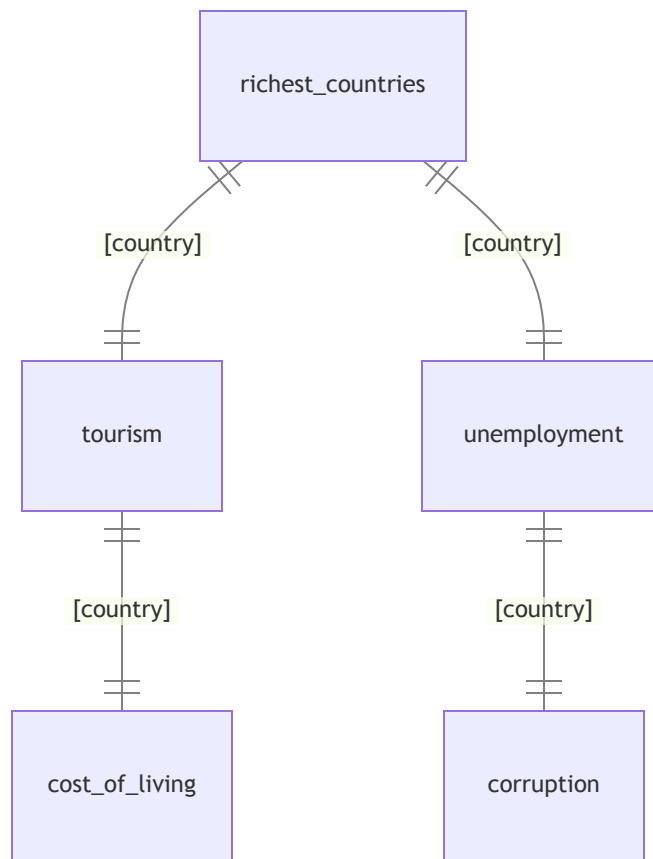 richest_countries
[country]
[country]
tourism
unemployment
[country]
[country]
cost_of_living
corruption